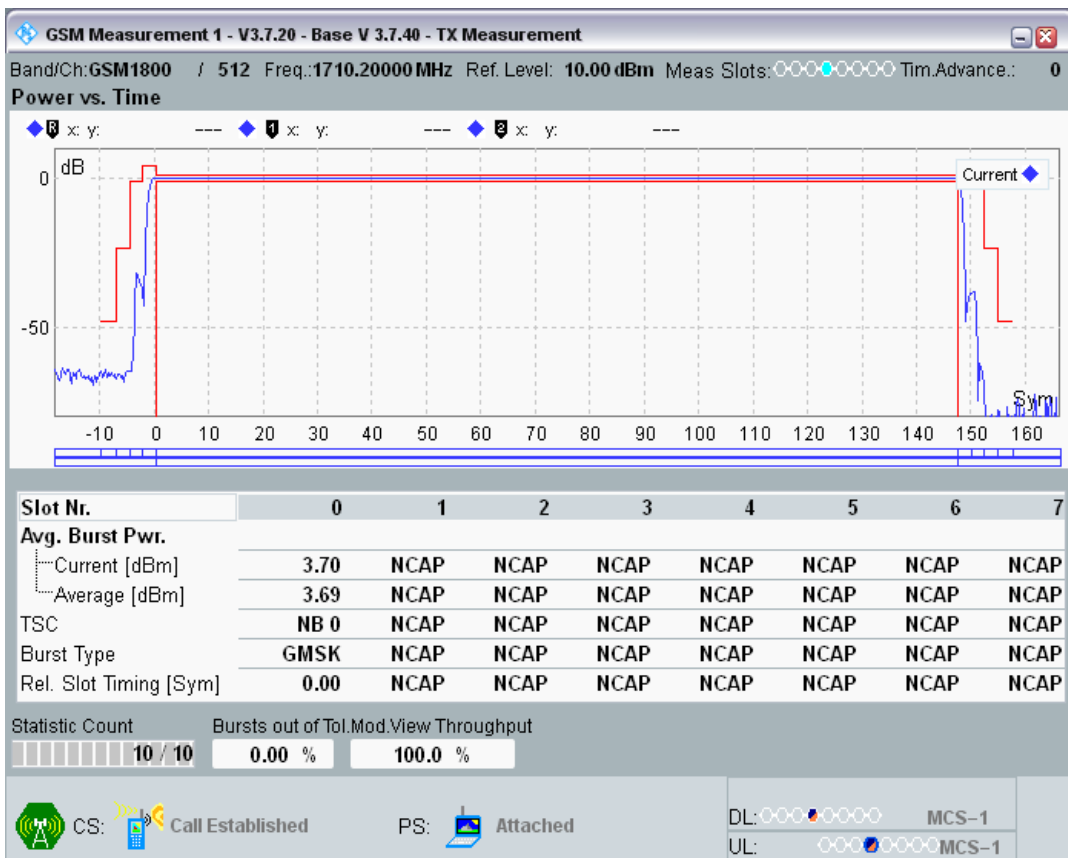 GSM Measurement 1 - V3.7.20 - Base V 3.7.40 - TX Measurement
Band/Ch:GSM1800 / 512 Freq.:1710.20000 MHz Ref. Level: 10.00 dBm Meas Slots: Tim.Advance.: 0
Power vs. Time
R x: y: --- 1 x: y: --- 2 x: y: ---
dB
Current
0
-50
Sym
-10 0 10 20 30 40 50 60 70 80 90 100 110 120 130 140 150 160
Slot Nr. 0 1 2 3 4 5 6 7
Avg. Burst Pwr.
Current [dBm] 3.70 NCAP NCAP NCAP NCAP NCAP NCAP NCAP
Average [dBm] 3.69 NCAP NCAP NCAP NCAP NCAP NCAP NCAP
TSC NB 0 NCAP NCAP NCAP NCAP NCAP NCAP NCAP
Burst Type GMSK NCAP NCAP NCAP NCAP NCAP NCAP NCAP
Rel. Slot Timing [Sym] 0.00 NCAP NCAP NCAP NCAP NCAP NCAP NCAP
Statistic Count Bursts out of Tol.Mod.View Throughput
10 / 10 0.00 % 100.0 %
CS: Call Established PS: Attached
DL: MCS-1
UL: MCS-1